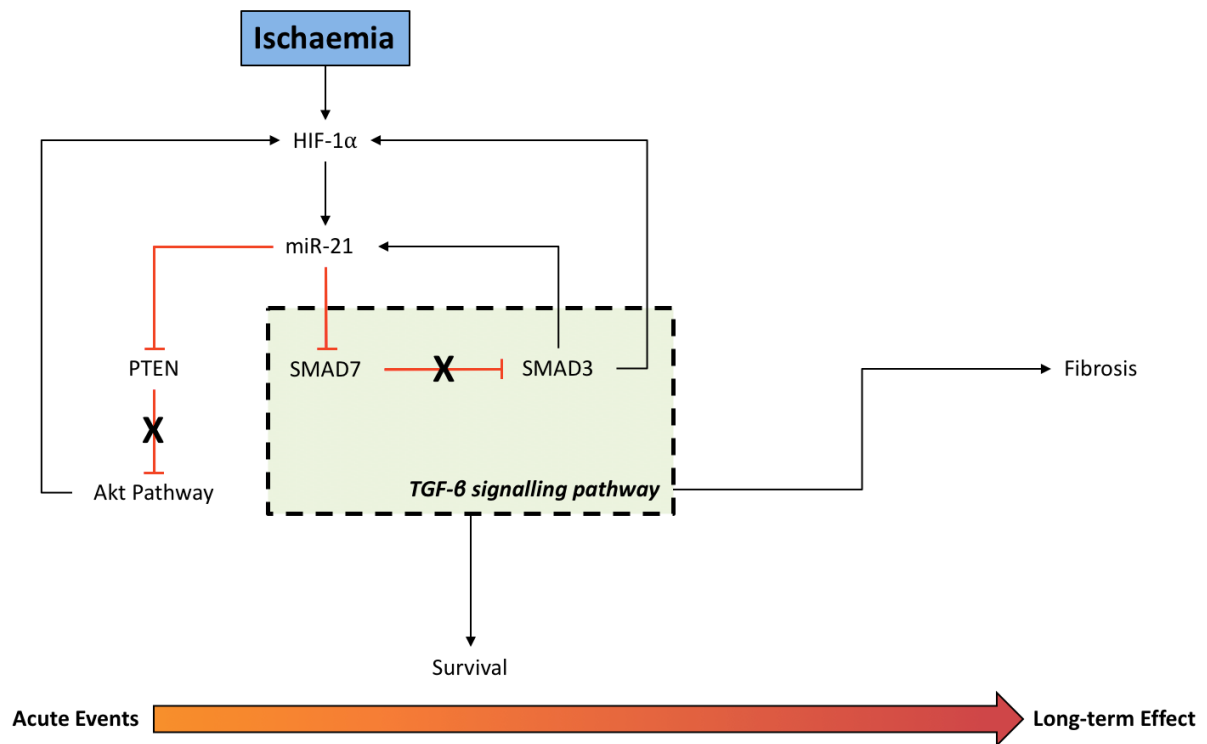 Ischaemia
HIF-1α
miR-21
PTEN
SMAD7
X
SMAD3
Fibrosis
X
Akt Pathway
TGF-β signalling pathway
Survival
Acute Events
Long-term Effect